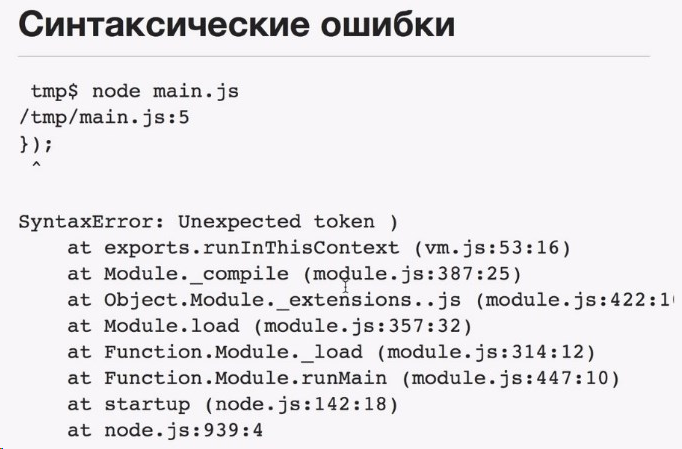 Синтаксические ошибки
tmp$ node main.js
/tmp/main.js:5
});
^
SyntaxError: Unexpected token )
at exports.runInThisContext (vm.js:53:16)
at Module._compile (module.js:387:25)
at Object.Module._extensions..js (module.js:422:1
at Module.load (module.js:357:32)
at Function.Module._load (module.js:314:12)
at Function.Module.runMain (module.js:447:10)
at startup (node.js:142:18)
at node.js:939:4